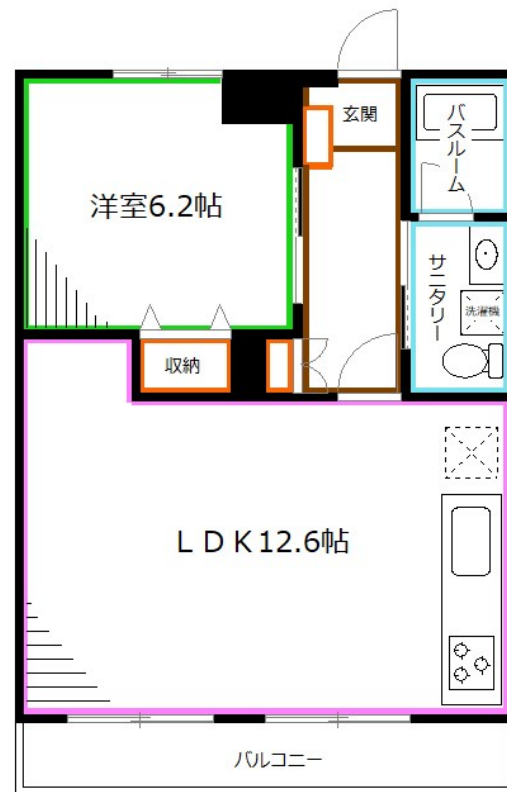 玄関
バスルーム
洋室6.2帖
サニタリー
洗濯機
収納
ＬＤＫ12.6帖
バルコニー